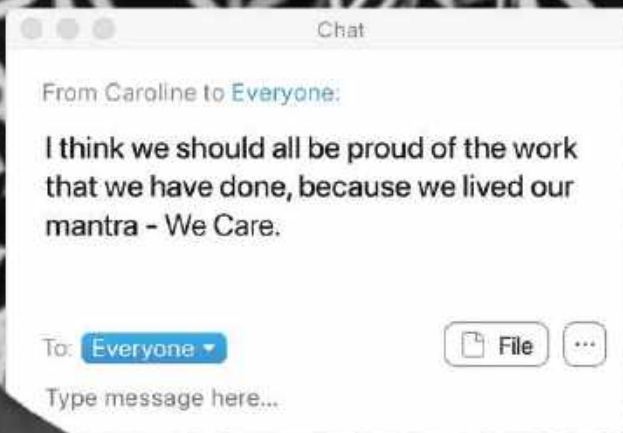 Chat
From Caroline to Everyone:
I think we should all be proud of the work
that we have done, because we lived our
mantra - We Care.
To: Everyone
File
...
Type message here...